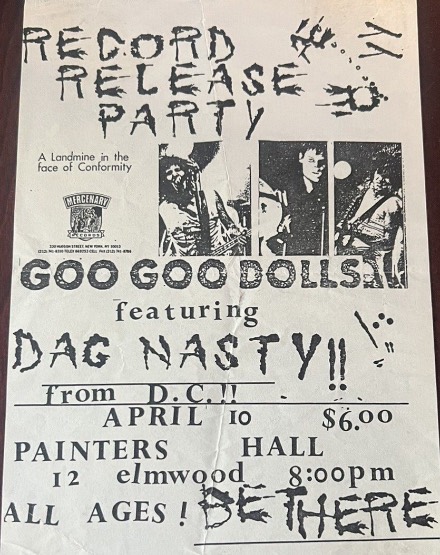 RECORD
RELEASE
PARTY
A Landmine in the
face of Conformity
MERCENARY
RECORDS
GOO GOO DOLLS
featuring
DAG NASTY!!
from D.C.!!
APRIL 10 $6.00
PAINTERS HALL
12 elmwood 8:00pm
ALL AGES! BE THERE